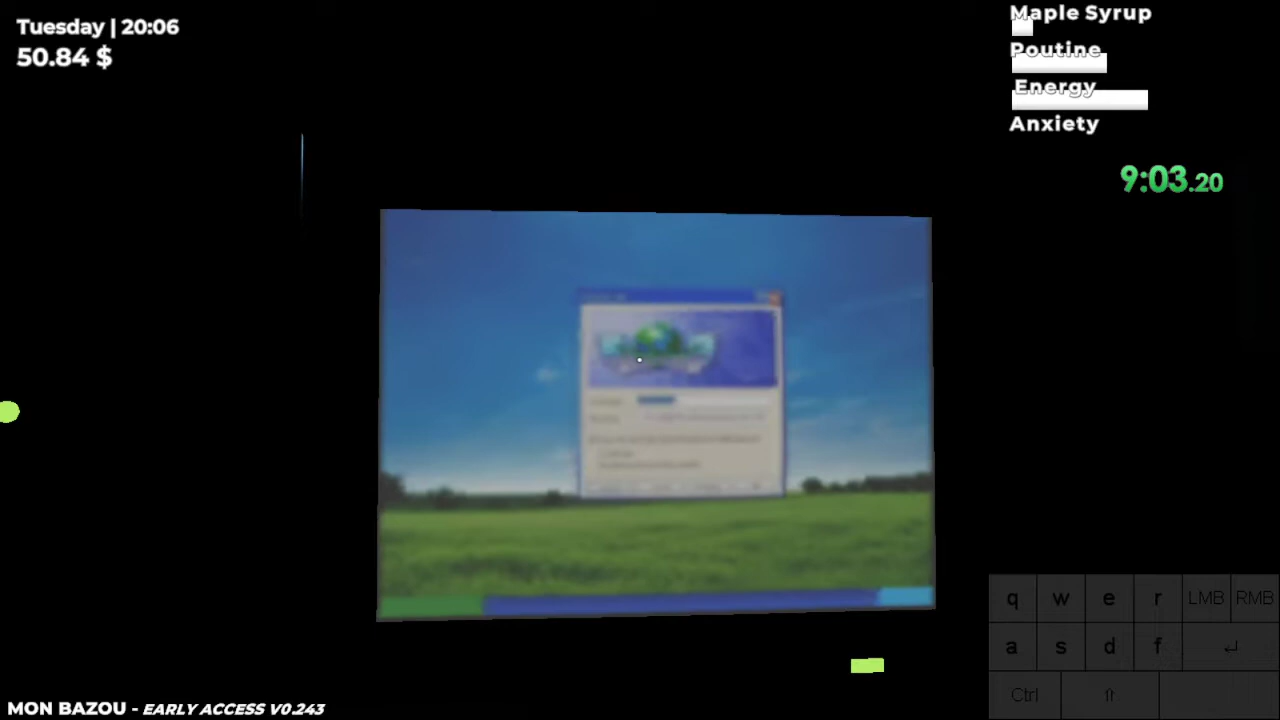 Tuesday | 20:06
50.84 $
Maple Syrup
Poutine
Energy
Anxiety
9:03.20
q w e r LMB RMB
a s d f ↵
Ctrl ⇧
MON BAZOU - EARLY ACCESS V0.243